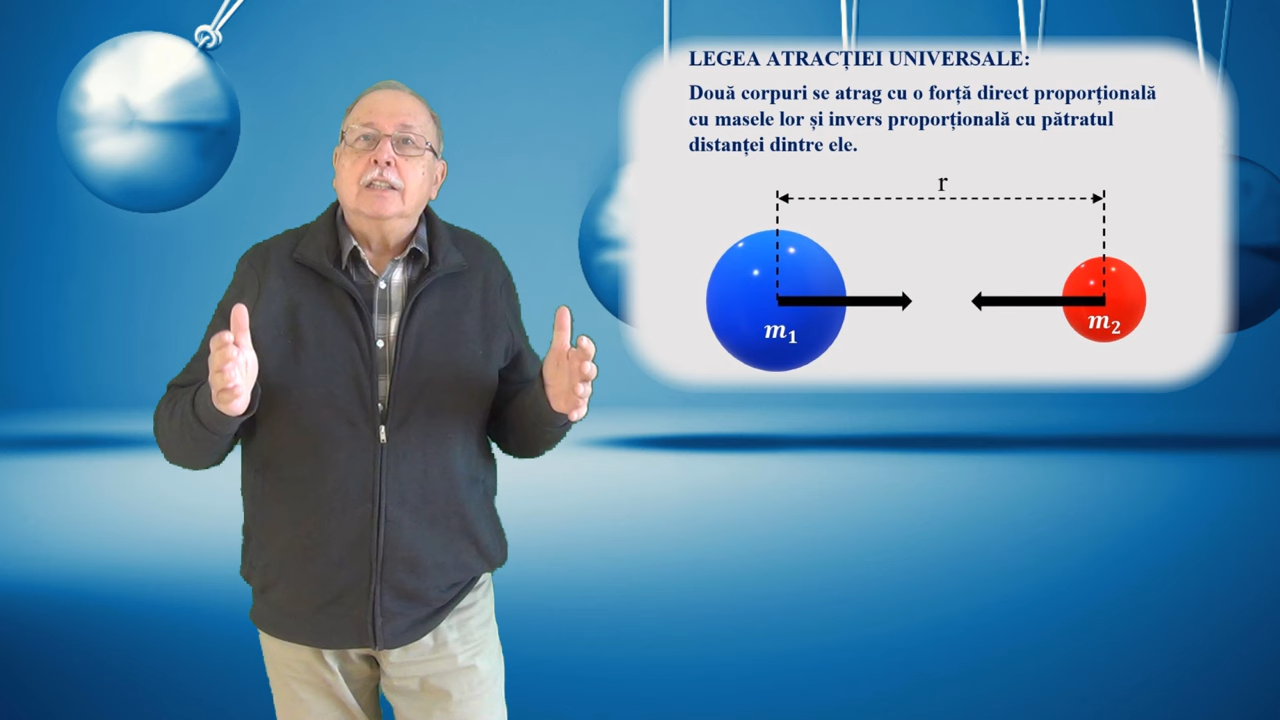 LEGEA ATRACȚIEI UNIVERSALE:
Două corpuri se atrag cu o forță direct proporțională
cu masele lor și invers proporțională cu pătratul
distanței dintre ele.
r
m₁
m₂